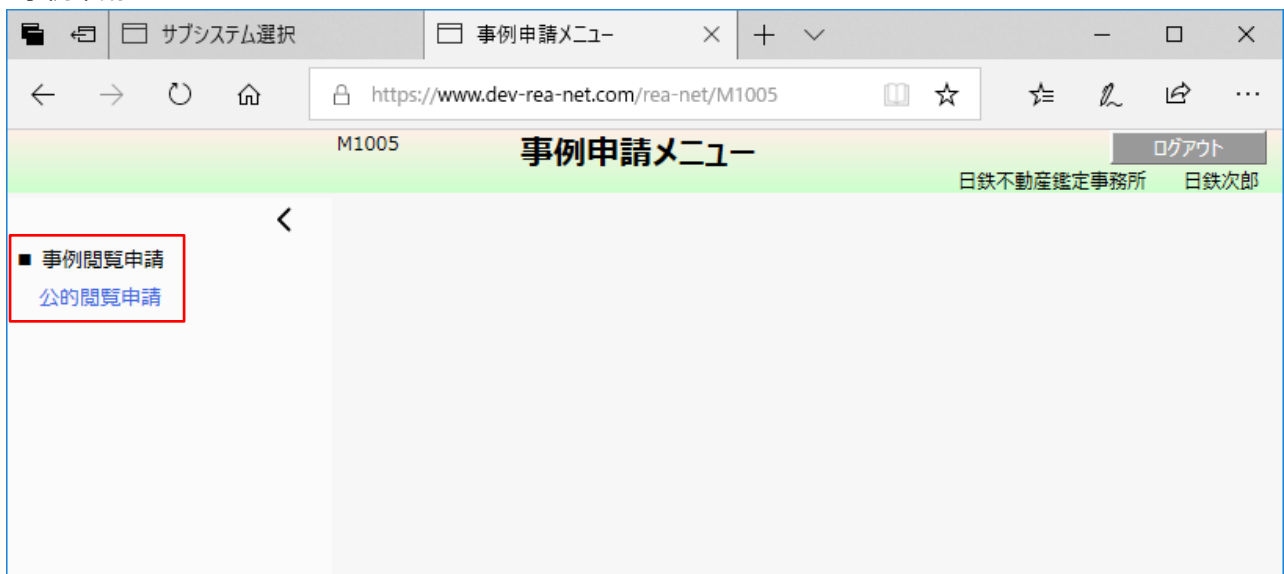 サブシステム選択
事例申請メニュー
https://www.dev-rea-net.com/rea-net/M1005
M1005
事例申請メニュー
ログアウト
日鉄不動産鑑定事務所 日鉄次郎
■ 事例閲覧申請
公的閲覧申請